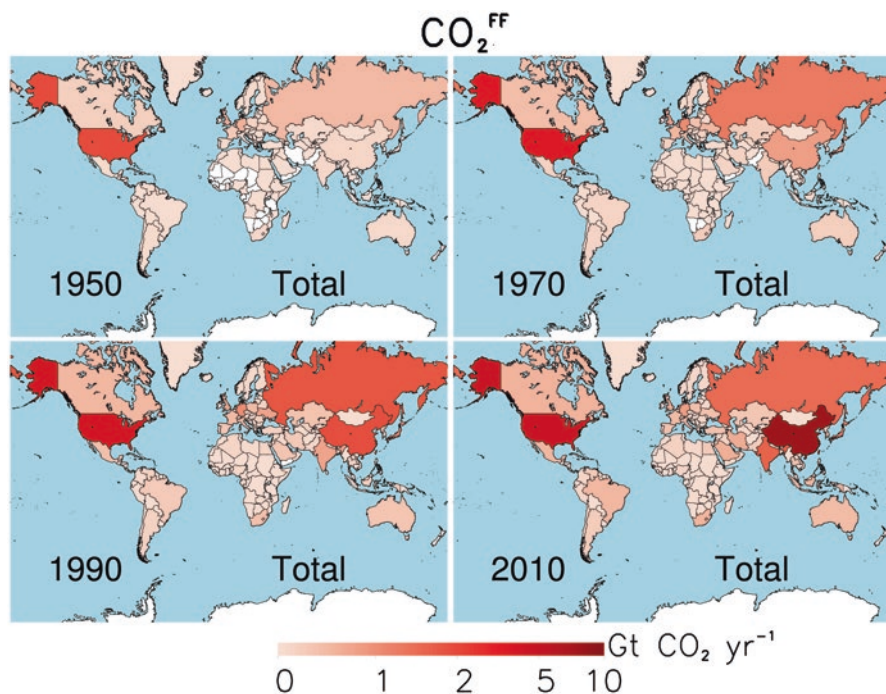 CO₂ᶠᶠ
1950 Total
1970 Total
1990 Total
2010 Total
Gt CO₂ yr⁻¹
0 1 2 5 10